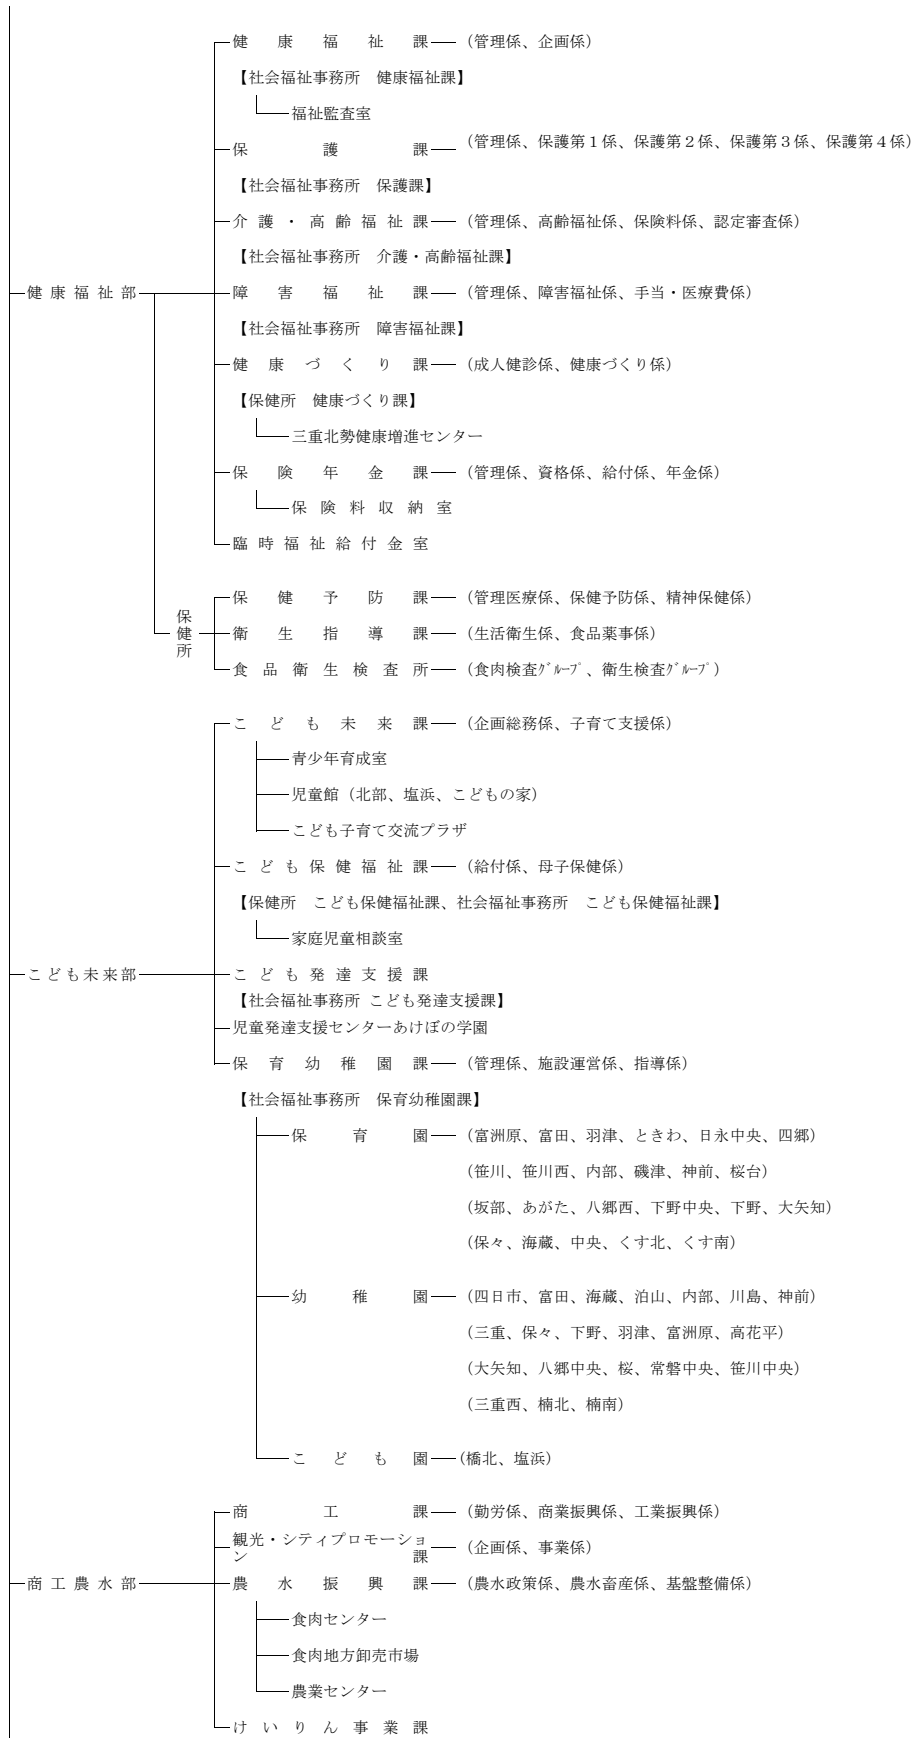 健康福祉課 (管理係、企画係)
【社会福祉事務所　健康福祉課】
福祉監査室
保護課 (管理係、保護第１係、保護第２係、保護第３係、保護第４係)
【社会福祉事務所　保護課】
介護・高齢福祉課 (管理係、高齢福祉係、保険料係、認定審査係)
【社会福祉事務所　介護・高齢福祉課】
健康福祉部 障害福祉課 (管理係、障害福祉係、手当・医療費係)
【社会福祉事務所　障害福祉課】
健康づくり課 (成人健診係、健康づくり係)
【保健所　健康づくり課】
三重北勢健康増進センター
保険年金課 (管理係、資格係、給付係、年金係)
保険料収納室
臨時福祉給付金室
保健予防課 (管理医療係、保健予防係、精神保健係)
保健所 衛生指導課 (生活衛生係、食品薬事係)
食品衛生検査所 (食肉検査ｸﾞﾙｰﾌﾟ、衛生検査ｸﾞﾙｰﾌﾟ)
こども未来課 (企画総務係、子育て支援係)
青少年育成室
児童館（北部、塩浜、こどもの家）
こども子育て交流プラザ
こども保健福祉課 (給付係、母子保健係)
【保健所　こども保健福祉課、社会福祉事務所　こども保健福祉課】
家庭児童相談室
こども未来部 こども発達支援課
【社会福祉事務所 こども発達支援課】
児童発達支援センターあけぼの学園
保育幼稚園課 (管理係、施設運営係、指導係)
【社会福祉事務所　保育幼稚園課】
保育園 (富洲原、富田、羽津、ときわ、日永中央、四郷)
(笹川、笹川西、内部、磯津、神前、桜台)
(坂部、あがた、八郷西、下野中央、下野、大矢知)
(保々、海蔵、中央、くす北、くす南)
幼稚園 (四日市、富田、海蔵、泊山、内部、川島、神前)
(三重、保々、下野、羽津、富洲原、高花平)
(大矢知、八郷中央、桜、常磐中央、笹川中央)
(三重西、楠北、楠南)
こども園 (橋北、塩浜)
商工課 (勤労係、商業振興係、工業振興係)
観光・シティプロモーショ
ン課 (企画係、事業係)
商工農水部 農水振興課 (農水政策係、農水畜産係、基盤整備係)
食肉センター
食肉地方卸売市場
農業センター
けいりん事業課